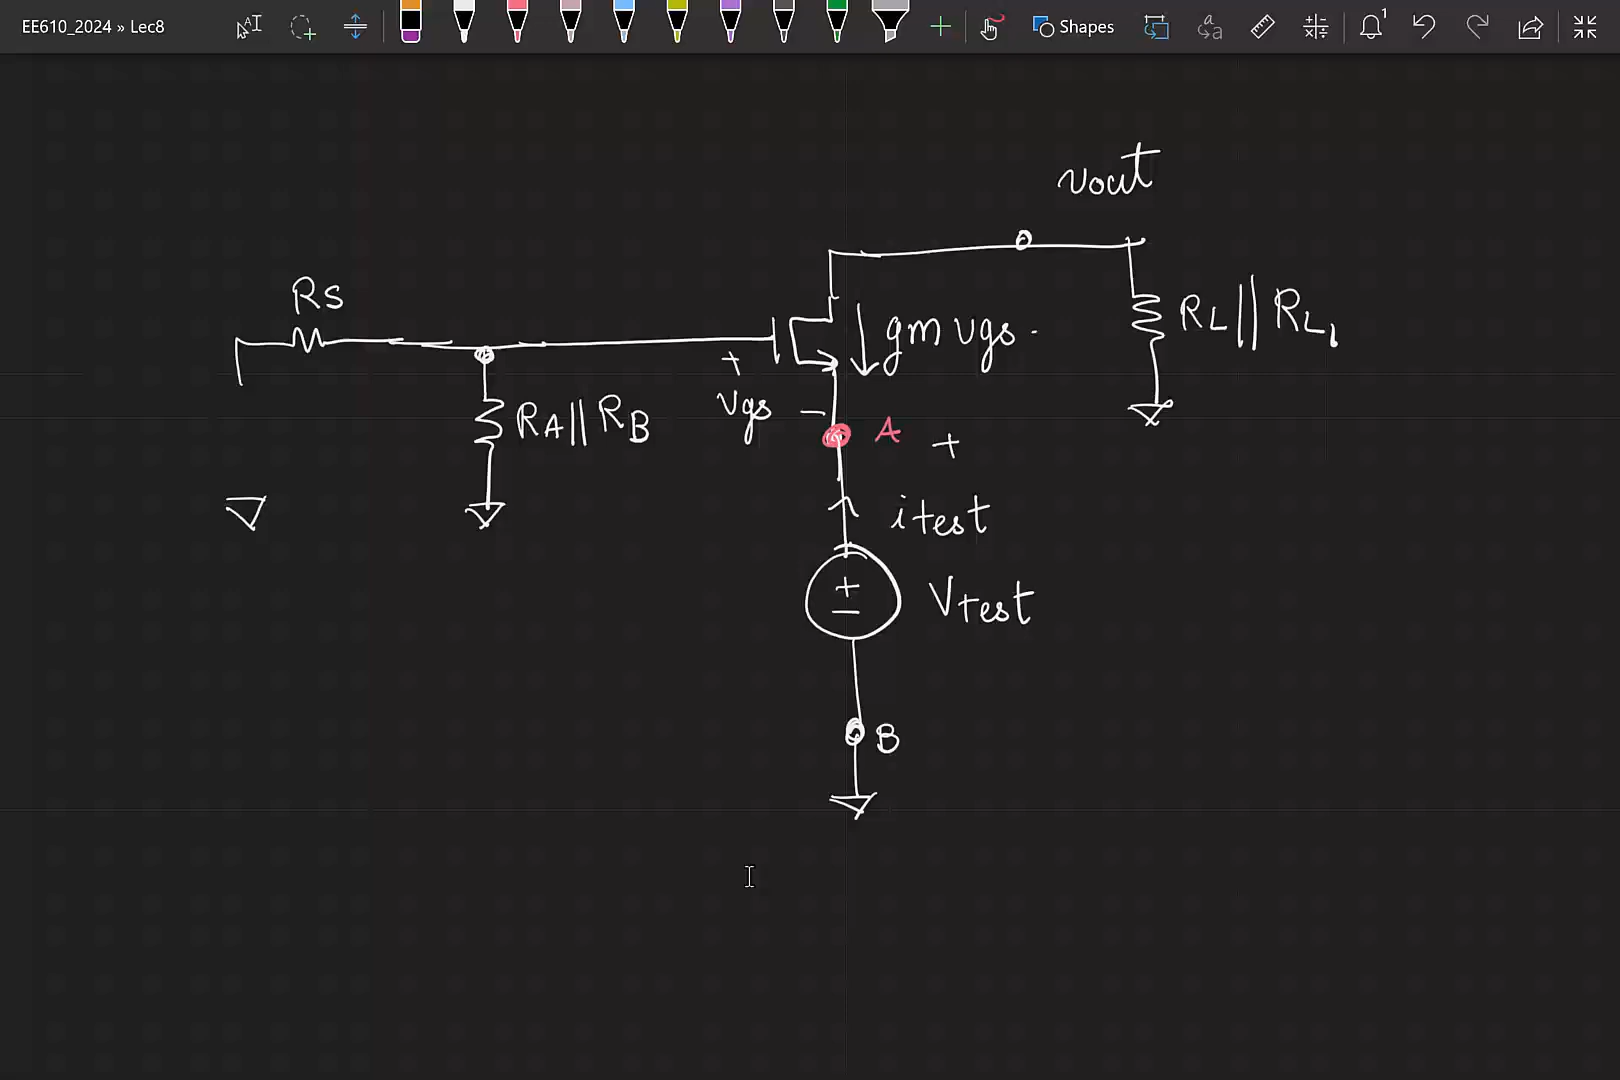 EE610_2024 » Lec8
Shapes
vout
Rs
gm vgs.
RL||RL1
+
Vgs −
RA||RB
A
+
itest
+
−
Vtest
B